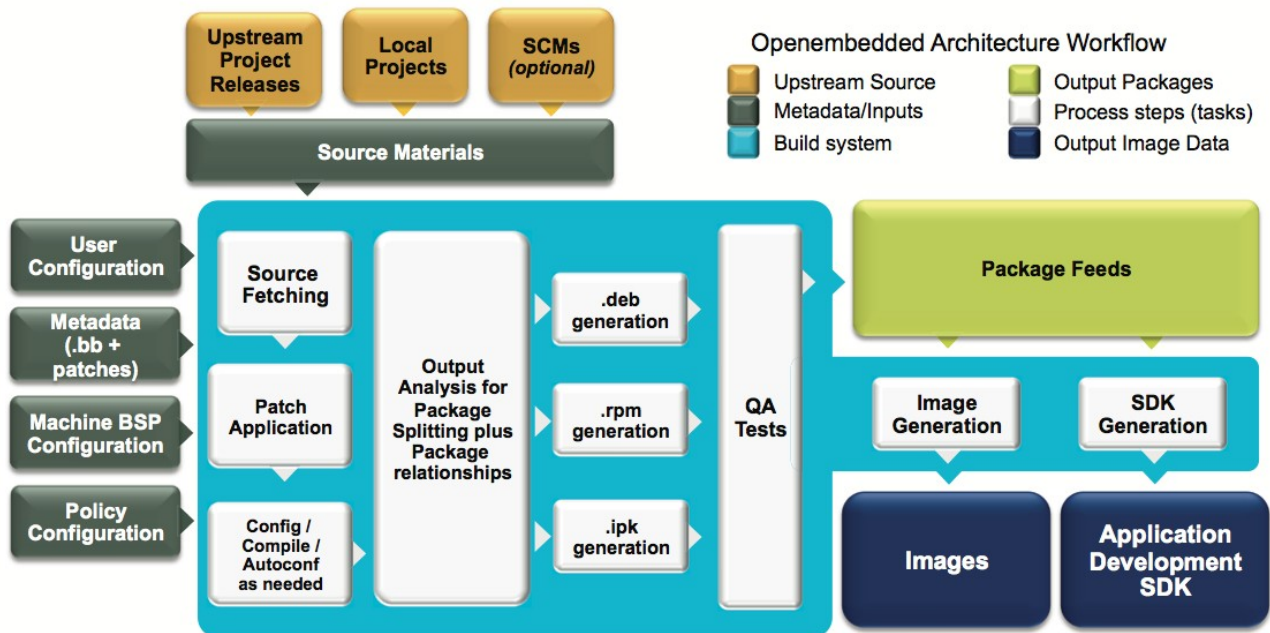 Upstream
Project
Releases
Local
Projects
SCMs
(optional)
Openembedded Architecture Workflow
Upstream Source
Metadata/Inputs
Build system
Output Packages
Process steps (tasks)
Output Image Data
Source Materials
User
Configuration
Metadata
(.bb +
patches)
Machine BSP
Configuration
Policy
Configuration
Source
Fetching
Patch
Application
Config /
Compile /
Autoconf
as needed
Output
Analysis for
Package
Splitting plus
Package
relationships
.deb
generation
.rpm
generation
.ipk
generation
QA
Tests
Package Feeds
Image
Generation
SDK
Generation
Images
Application
Development
SDK